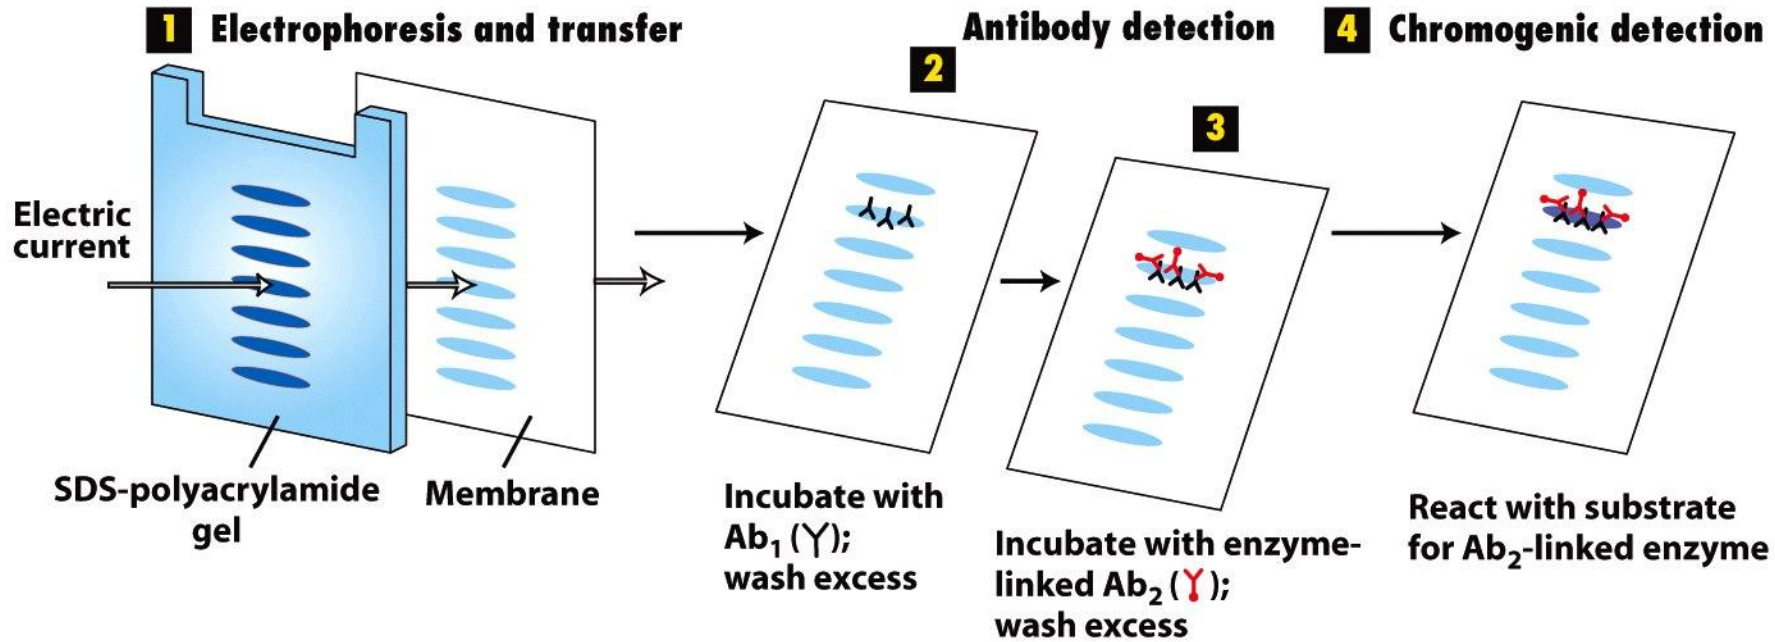 1 Electrophoresis and transfer
Antibody detection
2
3
4 Chromogenic detection
Electric
current
SDS-polyacrylamide
gel
Membrane
Incubate with
Ab₁ (Y);
wash excess
Incubate with enzyme-
linked Ab₂ (Y);
wash excess
React with substrate
for Ab₂-linked enzyme